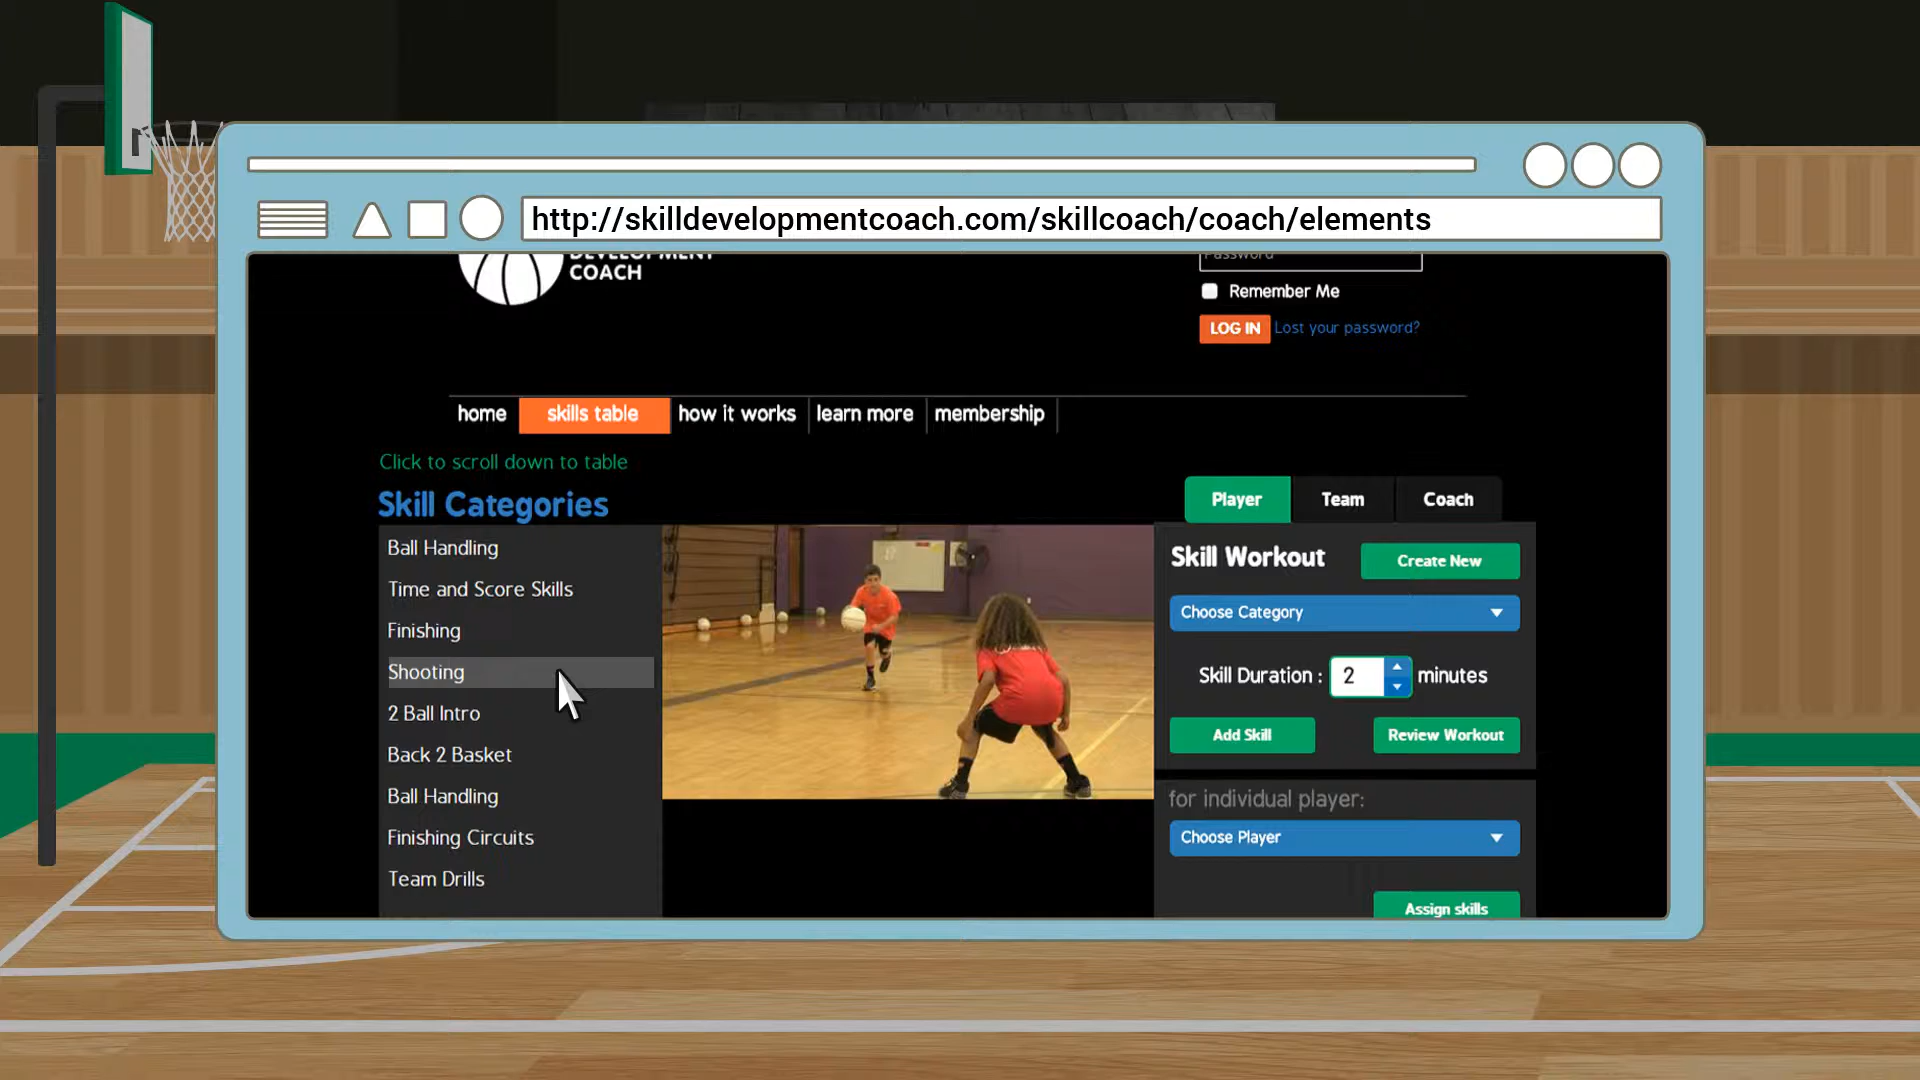 http://skilldevelopmentcoach.com/skillcoach/coach/elements
DEVELOPMENT
COACH
Password
Remember Me
LOG IN Lost your password?
home skills table how it works learn more membership
Click to scroll down to table
Skill Categories
Player Team Coach
Ball Handling
Time and Score Skills
Finishing
Shooting
2 Ball Intro
Back 2 Basket
Ball Handling
Finishing Circuits
Team Drills
Skill Workout Create New
Choose Category
Skill Duration : 2 minutes
Add Skill Review Workout
for individual player:
Choose Player
Assign skills